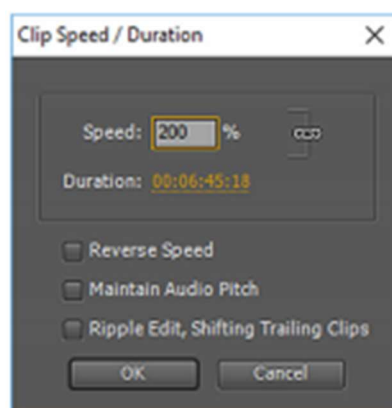 Clip Speed / Duration
Speed: 200 %
Duration: 00:06:45:18
Reverse Speed
Maintain Audio Pitch
Ripple Edit, Shifting Trailing Clips
OK Cancel